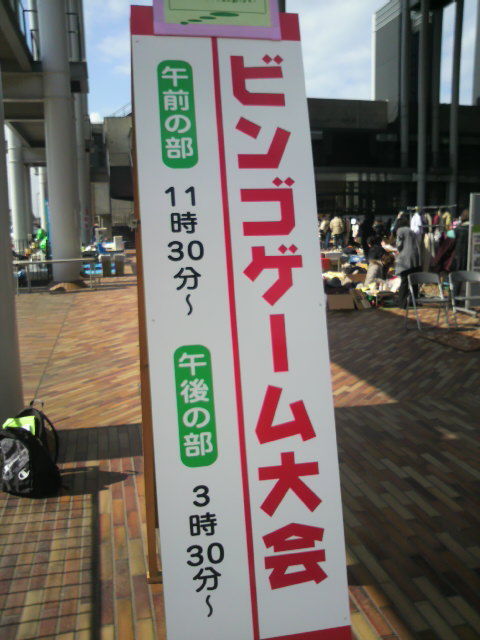 ビンゴゲーム大会
午前の部
11時30分～
午後の部
3時30分～